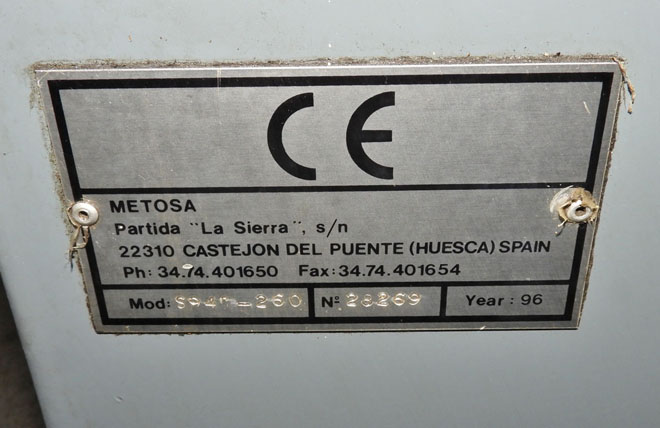 CE
METOSA
Partida "La Sierra", s/n
22310 CASTEJON DEL PUENTE (HUESCA) SPAIN
Ph: 34.74.401650 Fax: 34.74.401654
Mod: Nº 28269 Year: 96